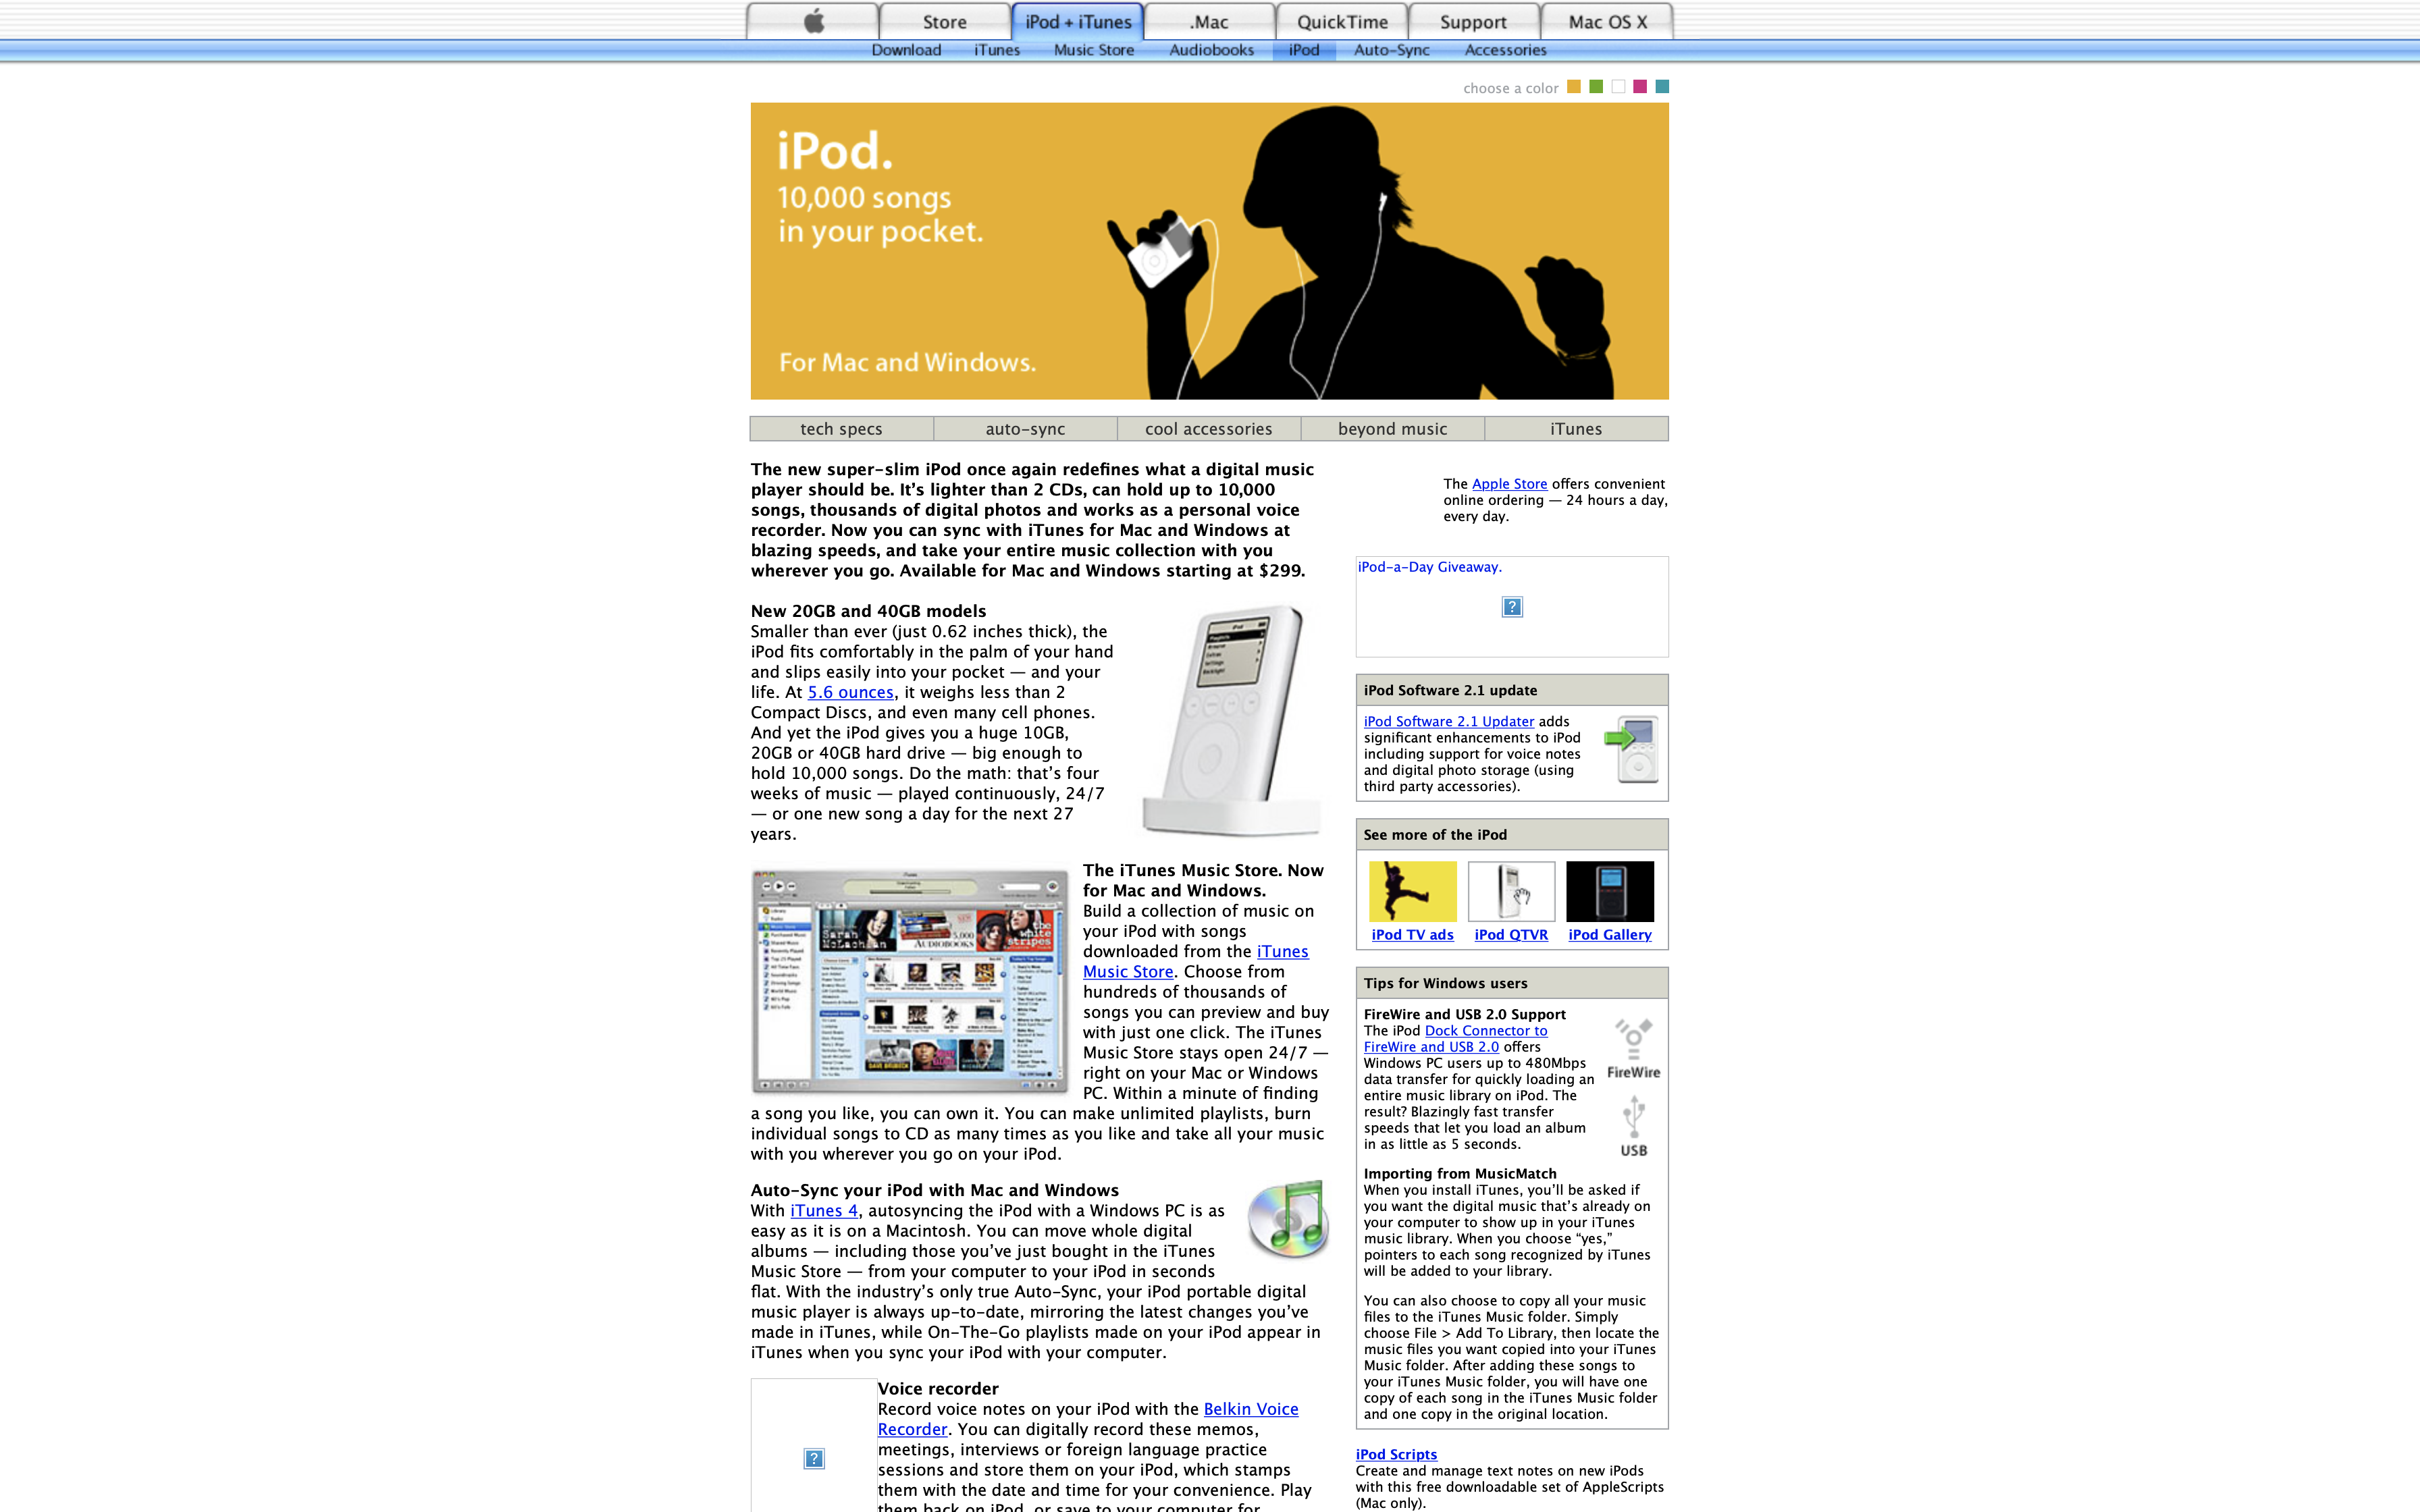 Store
iPod + iTunes
.Mac
QuickTime
Support
Mac OS X
Download
iTunes
Music Store
Audiobooks
iPod
Auto-Sync
Accessories
choose a color
iPod.
10,000 songs
in your pocket.
For Mac and Windows.
tech specs
auto-sync
cool accessories
beyond music
iTunes
The new super-slim iPod once again redefines what a digital music
player should be. It’s lighter than 2 CDs, can hold up to 10,000
songs, thousands of digital photos and works as a personal voice
recorder. Now you can sync with iTunes for Mac and Windows at
blazing speeds, and take your entire music collection with you
wherever you go. Available for Mac and Windows starting at $299.
New 20GB and 40GB models
Smaller than ever (just 0.62 inches thick), the
iPod fits comfortably in the palm of your hand
and slips easily into your pocket — and your
life. At 5.6 ounces, it weighs less than 2
Compact Discs, and even many cell phones.
And yet the iPod gives you a huge 10GB,
20GB or 40GB hard drive — big enough to
hold 10,000 songs. Do the math: that’s four
weeks of music — played continuously, 24/7
— or one new song a day for the next 27
years.
The iTunes Music Store. Now
for Mac and Windows.
Build a collection of music on
your iPod with songs
downloaded from the iTunes
Music Store. Choose from
hundreds of thousands of
songs you can preview and buy
with just one click. The iTunes
Music Store stays open 24/7 —
right on your Mac or Windows
PC. Within a minute of finding
a song you like, you can own it. You can make unlimited playlists, burn
individual songs to CD as many times as you like and take all your music
with you wherever you go on your iPod.
Sarah
McLachlan
5,000
AUDIOBOOKS
the
white
stripes
DAVE BRUBECK
Auto-Sync your iPod with Mac and Windows
With iTunes 4, autosyncing the iPod with a Windows PC is as
easy as it is on a Macintosh. You can move whole digital
albums — including those you’ve just bought in the iTunes
Music Store — from your computer to your iPod in seconds
flat. With the industry’s only true Auto-Sync, your iPod portable digital
music player is always up-to-date, mirroring the latest changes you’ve
made in iTunes, while On-The-Go playlists made on your iPod appear in
iTunes when you sync your iPod with your computer.
Voice recorder
Record voice notes on your iPod with the Belkin Voice
Recorder. You can digitally record these memos,
meetings, interviews or foreign language practice
sessions and store them on your iPod, which stamps
them with the date and time for your convenience. Play
them back on iPod, or save to your computer for
The Apple Store offers convenient
online ordering — 24 hours a day,
every day.
iPod-a-Day Giveaway.
iPod Software 2.1 update
iPod Software 2.1 Updater adds
significant enhancements to iPod
including support for voice notes
and digital photo storage (using
third party accessories).
See more of the iPod
iPod TV ads
iPod QTVR
iPod Gallery
Tips for Windows users
FireWire and USB 2.0 Support
The iPod Dock Connector to
FireWire and USB 2.0 offers
Windows PC users up to 480Mbps
data transfer for quickly loading an
entire music library on iPod. The
result? Blazingly fast transfer
speeds that let you load an album
in as little as 5 seconds.
FireWire
USB
Importing from MusicMatch
When you install iTunes, you’ll be asked if
you want the digital music that’s already on
your computer to show up in your iTunes
music library. When you choose “yes,”
pointers to each song recognized by iTunes
will be added to your library.
You can also choose to copy all your music
files to the iTunes Music folder. Simply
choose File > Add To Library, then locate the
music files you want copied into your iTunes
Music folder. After adding these songs to
your iTunes Music folder, you will have one
copy of each song in the iTunes Music folder
and one copy in the original location.
iPod Scripts
Create and manage text notes on new iPods
with this free downloadable set of AppleScripts
(Mac only).